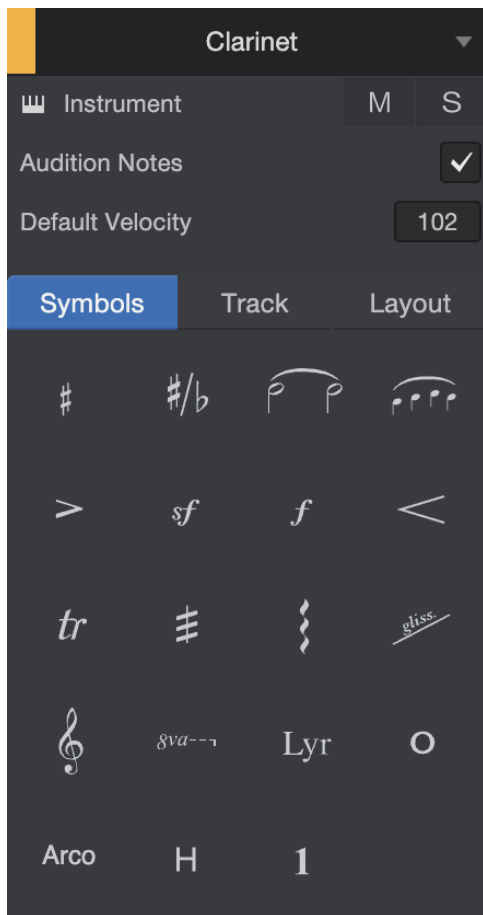 Clarinet
Instrument M S
Audition Notes
Default Velocity 102
Symbols Track Layout
♯ ♯/♭
> sf f <
tr gliss.
8va Lyr O
Arco H 1